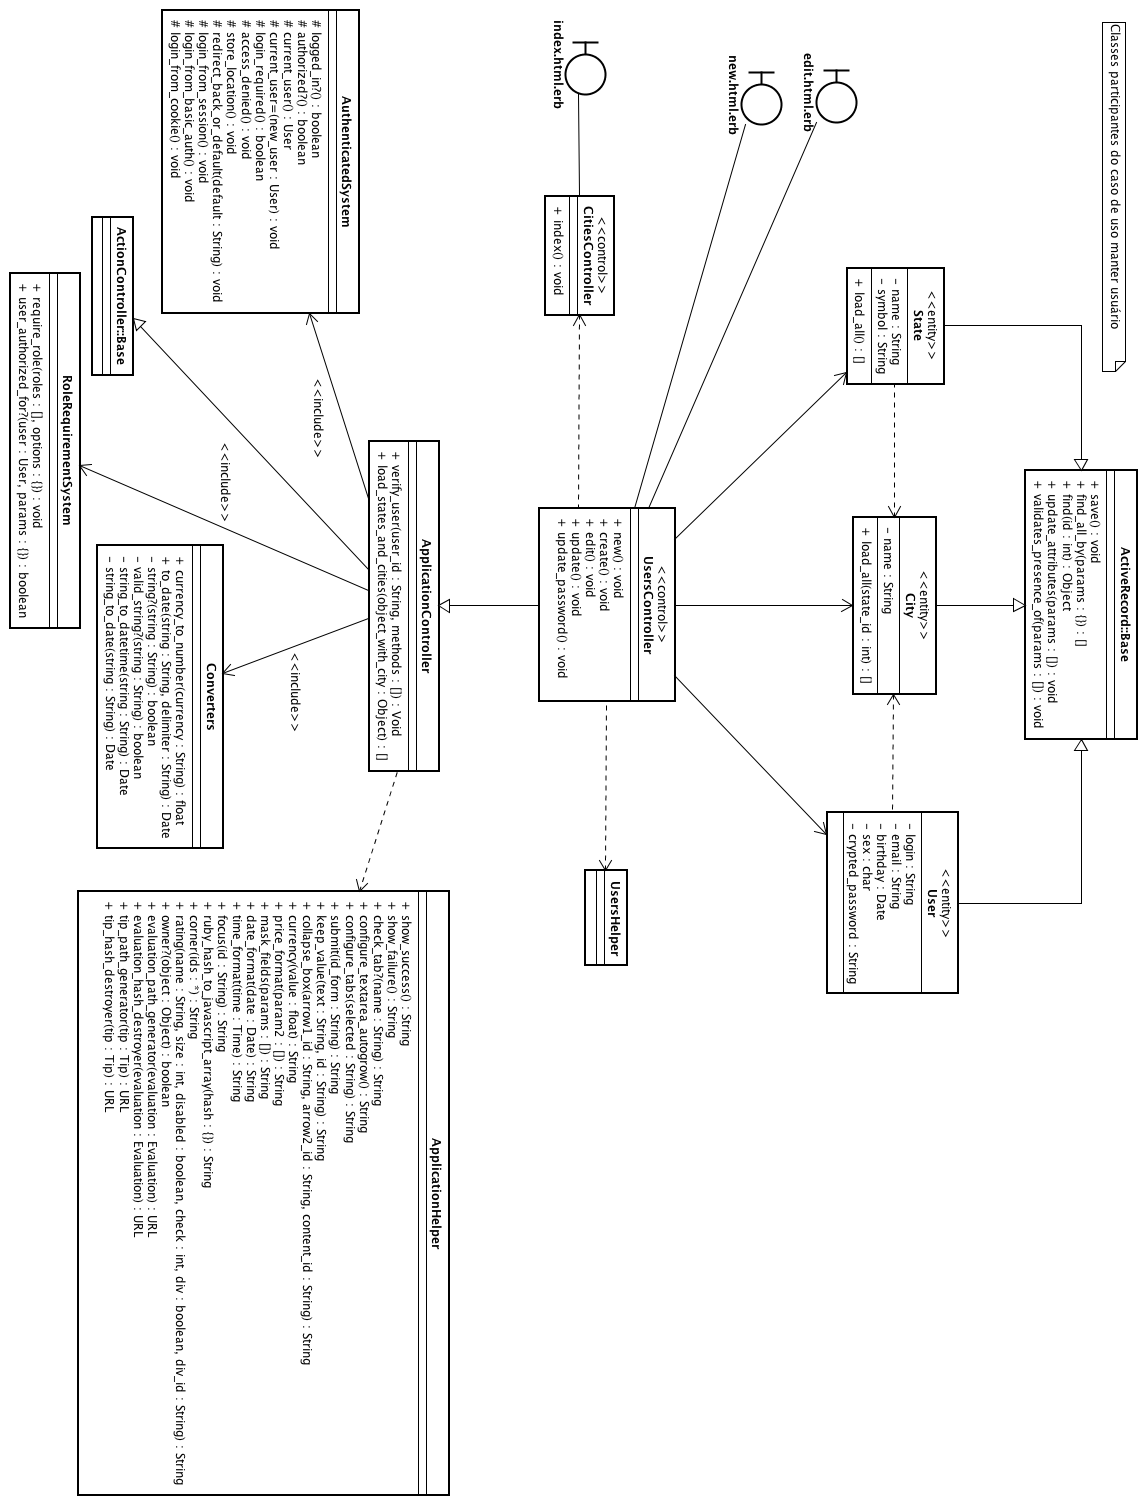 Classes participantes do caso de uso manter usuário
ActiveRecord::Base
+ save() : void
+ find_all_by(params : {}) : []
+ find(id : int) : Object
+ update_attributes(params : []) : void
+ validates_presence_of(params : []) : void
<<entity>>
State
- name : String
- symbol : String
+ load_all() : []
<<entity>>
City
- name : String
+ load_all(state_id : int) : []
<<entity>>
User
- login : String
- email : String
- birthday : Date
- sex : char
- crypted_password : String
edit.html.erb
new.html.erb
index.html.erb
<<control>>
CitiesController
+ index() : void
<<control>>
UsersController
+ new() : void
+ create() : void
+ edit() : void
+ update() : void
+ update_password() : void
UsersHelper
ApplicationController
+ verify_user(user_id : String, methods : []) : Void
+ load_states_and_cities(object_with_city : Object) : []
AuthenticatedSystem
# logged_in?() : boolean
# authorized?() : boolean
# current_user() : User
# current_user=(new_user : User) : void
# login_required() : boolean
# access_denied() : void
# store_location() : void
# redirect_back_or_default(default : String) : void
# login_from_session() : void
# login_from_basic_auth() : void
# login_from_cookie() : void
<<include>>
<<include>>
<<include>>
ActionController::Base
RoleRequirementSystem
+ require_role(roles : [], options : {}) : void
+ user_authorized_for?(user : User, params : {}) : boolean
Converters
+ currency_to_number(currency : String) : float
+ to_date(string : String, delimiter : String) : Date
- string?(string : String) : boolean
- valid_string?(string : String) : boolean
- string_to_datetime(string : String) : Date
- string_to_date(string : String) : Date
ApplicationHelper
+ show_success() : String
+ show_failure() : String
+ check_tab?(name : String) : String
+ configure_textarea_autogrow() : String
+ configure_tabs(selected : String) : String
+ submit(id_form : String) : String
+ keep_value(text : String, id : String) : String
+ collapse_box(arrow1_id : String, arrow2_id : String, content_id : String) : String
+ currency(value : float) : String
+ price_format(param2 : []) : String
+ mask_fields(params : []) : String
+ date_format(date : Date) : String
+ time_format(time : Time) : String
+ focus(id : String) : String
+ ruby_hash_to_javascript_array(hash : {}) : String
+ corner(ids : *) : String
+ rating(name : String, size : int, disabled : boolean, check : int, div : boolean, div_id : String) : String
+ owner?(object : Object) : boolean
+ evaluation_path_generator(evaluation : Evaluation) : URL
+ evaluation_hash_destroyer(evaluation : Evaluation) : URL
+ tip_path_generator(tip : Tip) : URL
+ tip_hash_destroyer(tip : Tip) : URL